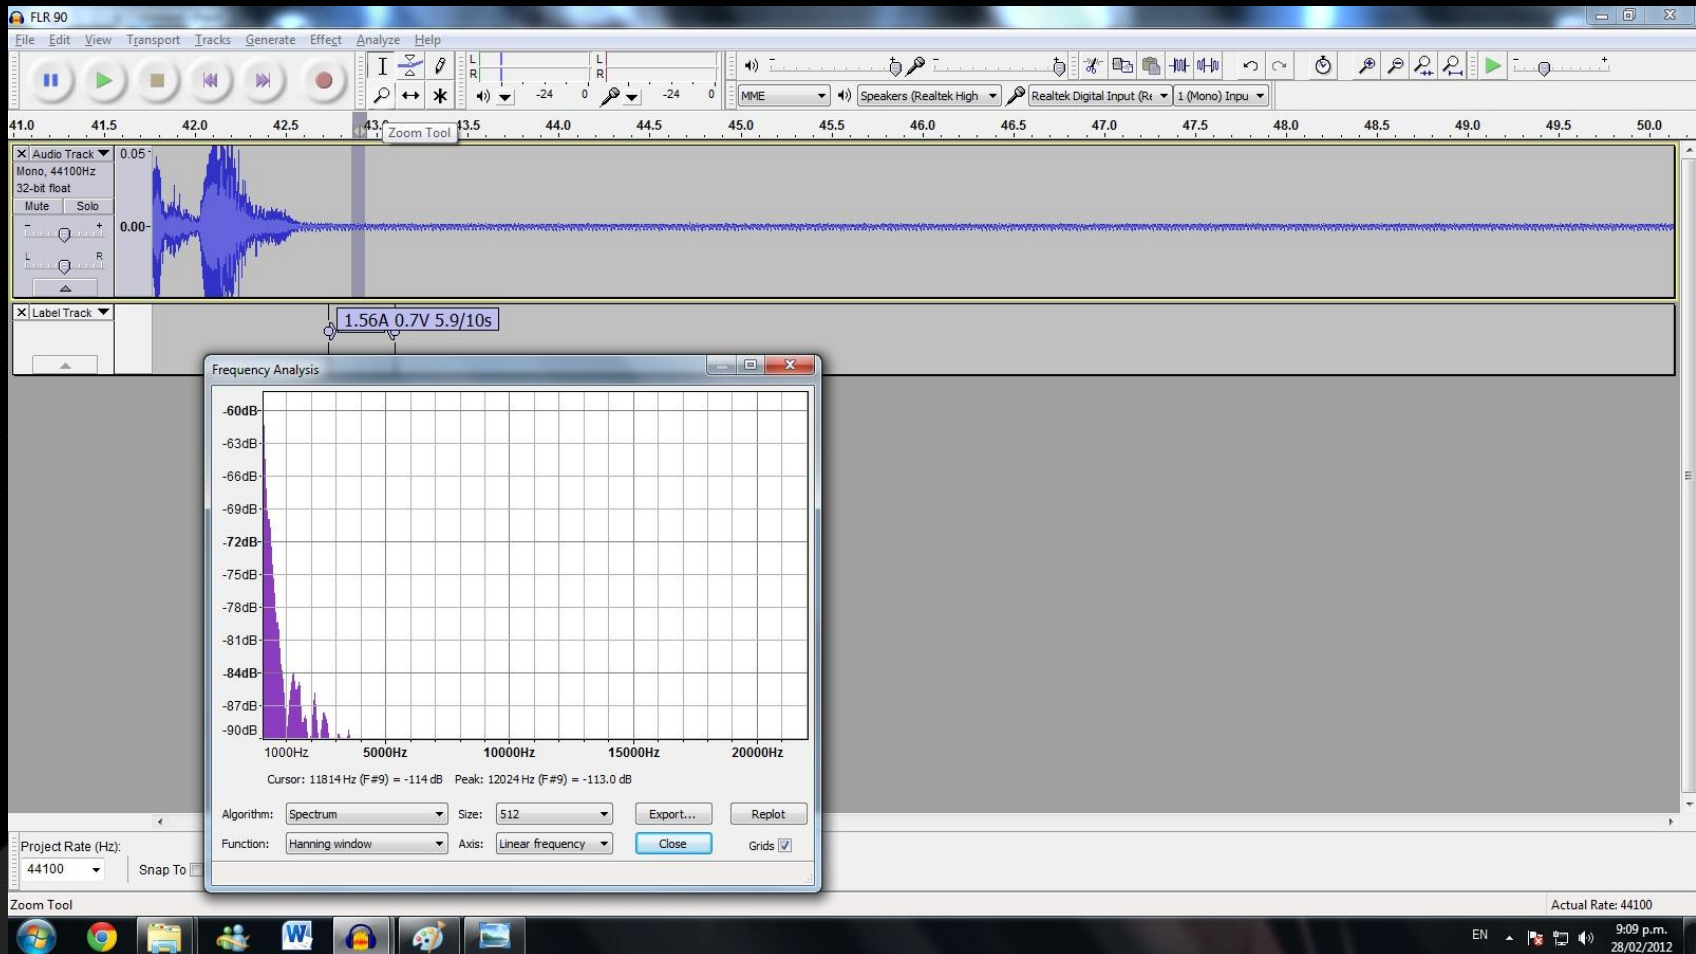 FLR 90
File Edit View Transport Tracks Generate Effect Analyze Help
L
R
L
R
-24 0 -24 0
MME Speakers (Realtek High Realtek Digital Input (Re 1 (Mono) Inpu
41.0 41.5 42.0 42.5 43.0 43.5 44.0 44.5 45.0 45.5 46.0 46.5 47.0 47.5 48.0 48.5 49.0 49.5 50.0
Zoom Tool
Audio Track 0.05
Mono, 44100Hz
32-bit float
Mute Solo
0.00
- +
L R
Label Track
1.56A 0.7V 5.9/10s
Frequency Analysis
-60dB
-63dB
-66dB
-69dB
-72dB
-75dB
-78dB
-81dB
-84dB
-87dB
-90dB
1000Hz 5000Hz 10000Hz 15000Hz 20000Hz
Cursor: 11814 Hz (F#9) = -114 dB Peak: 12024 Hz (F#9) = -113.0 dB
Algorithm: Spectrum Size: 512 Export... Replot
Function: Hanning window Axis: Linear frequency Close Grids
Project Rate (Hz):
44100 Snap To
Zoom Tool Actual Rate: 44100
EN 9:09 p.m.
28/02/2012